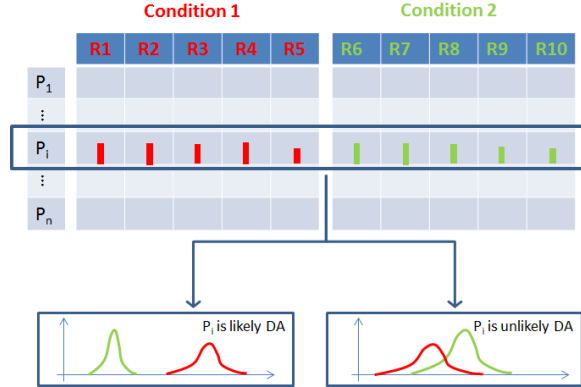 Condition 1 Condition 2
R1 R2 R3 R4 R5 R6 R7 R8 R9 R10
P1
...
Pi
...
Pn
Pi is likely DA Pi is unlikely DA